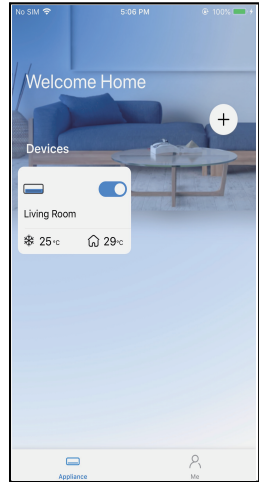 No SIM 5:06 PM 100%
Welcome Home
+
Devices
Living Room
25°C 29°C
Appliance Me